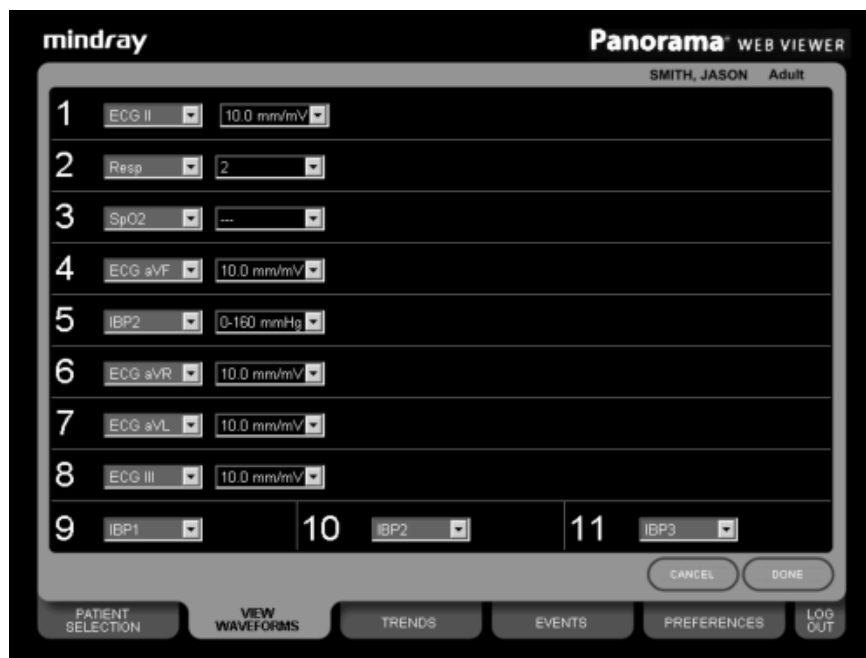 mindray
Panorama WEB VIEWER
SMITH, JASON Adult
1 ECG II 10.0 mm/mV
2 Resp 2
3 SpO2 ---
4 ECG aVF 10.0 mm/mV
5 IBP2 0-160 mmHg
6 ECG aVR 10.0 mm/mV
7 ECG aVL 10.0 mm/mV
8 ECG III 10.0 mm/mV
9 IBP1 10 IBP2 11 IBP3
CANCEL DONE
PATIENT
SELECTION
VIEW
WAVEFORMS
TRENDS
EVENTS
PREFERENCES
LOG
OUT